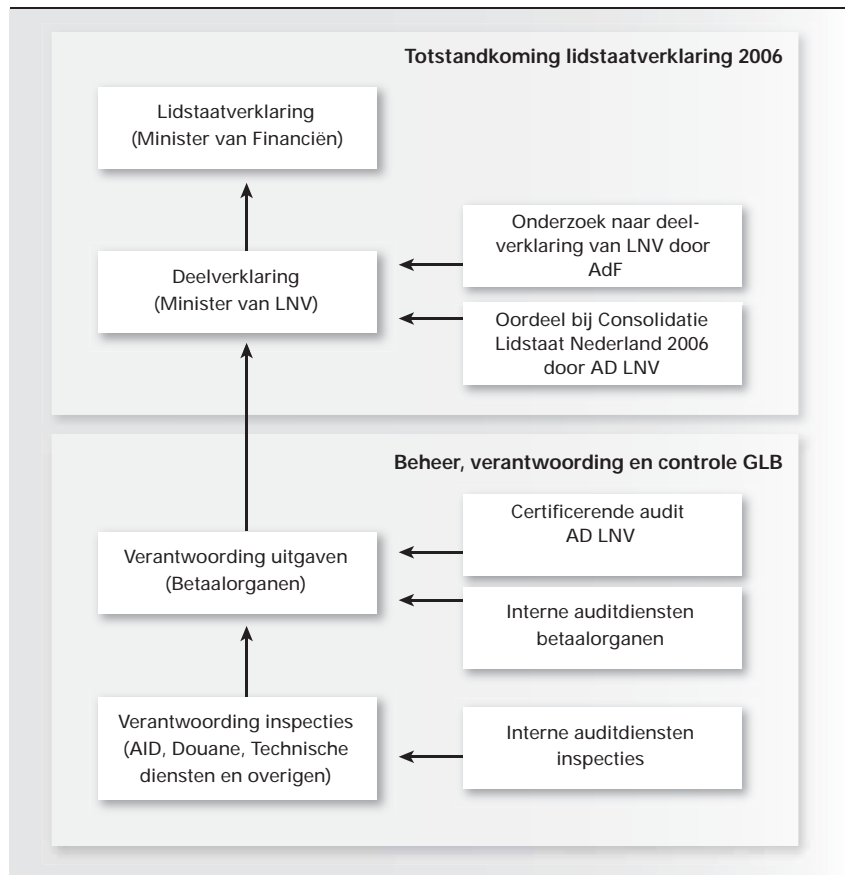 Totstandkoming lidstaatverklaring 2006
Lidstaatverklaring
(Minister van Financiën)
Deelverklaring
(Minister van LNV)
Onderzoek naar deel-
verklaring van LNV door
AdF
Oordeel bij Consolidatie
Lidstaat Nederland 2006
door AD LNV
Beheer, verantwoording en controle GLB
Verantwoording uitgaven
(Betaalorganen)
Certificerende audit
AD LNV
Interne auditdiensten
betaalorganen
Verantwoording inspecties
(AID, Douane, Technische
diensten en overigen)
Interne auditdiensten
inspecties